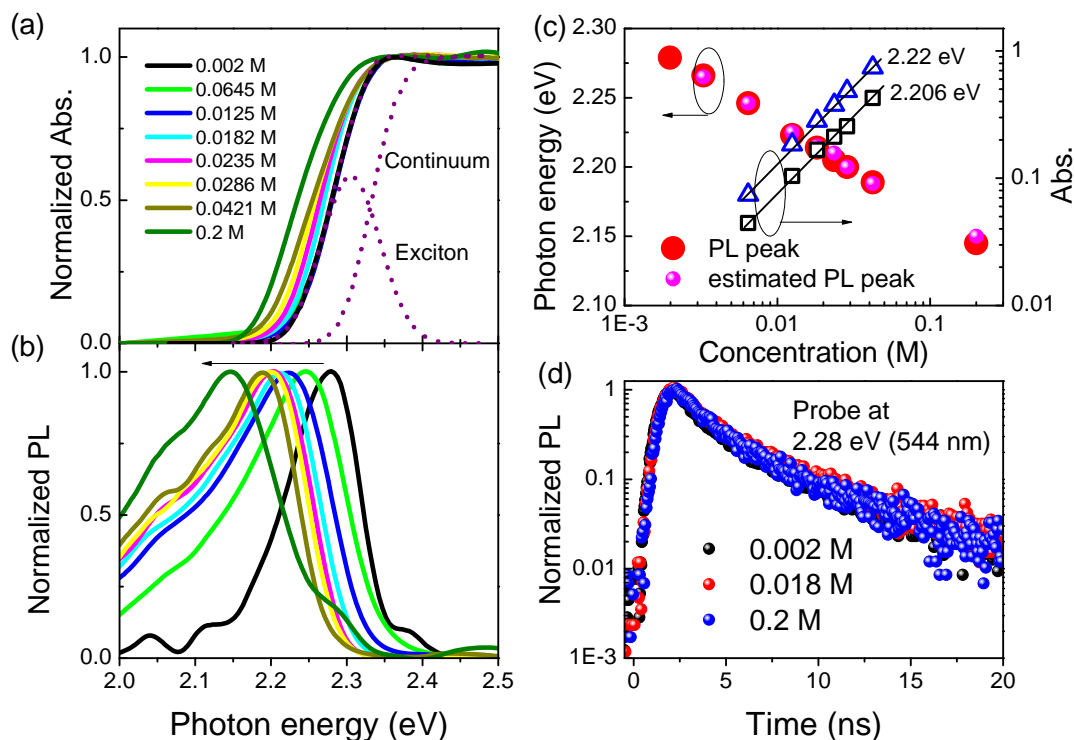 (a)
1.0
0.5
0.0
Normalized Abs.
0.002 M
0.0645 M
0.0125 M
0.0182 M
0.0235 M
0.0286 M
0.0421 M
0.2 M
Continuum
Exciton
(b)
1.0
0.5
0.0
Normalized PL
2.0 2.1 2.2 2.3 2.4 2.5
Photon energy (eV)
(c)
2.30
2.25
2.20
2.15
2.10
Photon energy (eV)
2.22 eV
2.206 eV
PL peak
estimated PL peak
1
0.1
0.01
Abs.
1E-3 0.01 0.1
Concentration (M)
(d)
1
0.1
0.01
1E-3
Normalized PL
Probe at
2.28 eV (544 nm)
0.002 M
0.018 M
0.2 M
0 5 10 15 20
Time (ns)